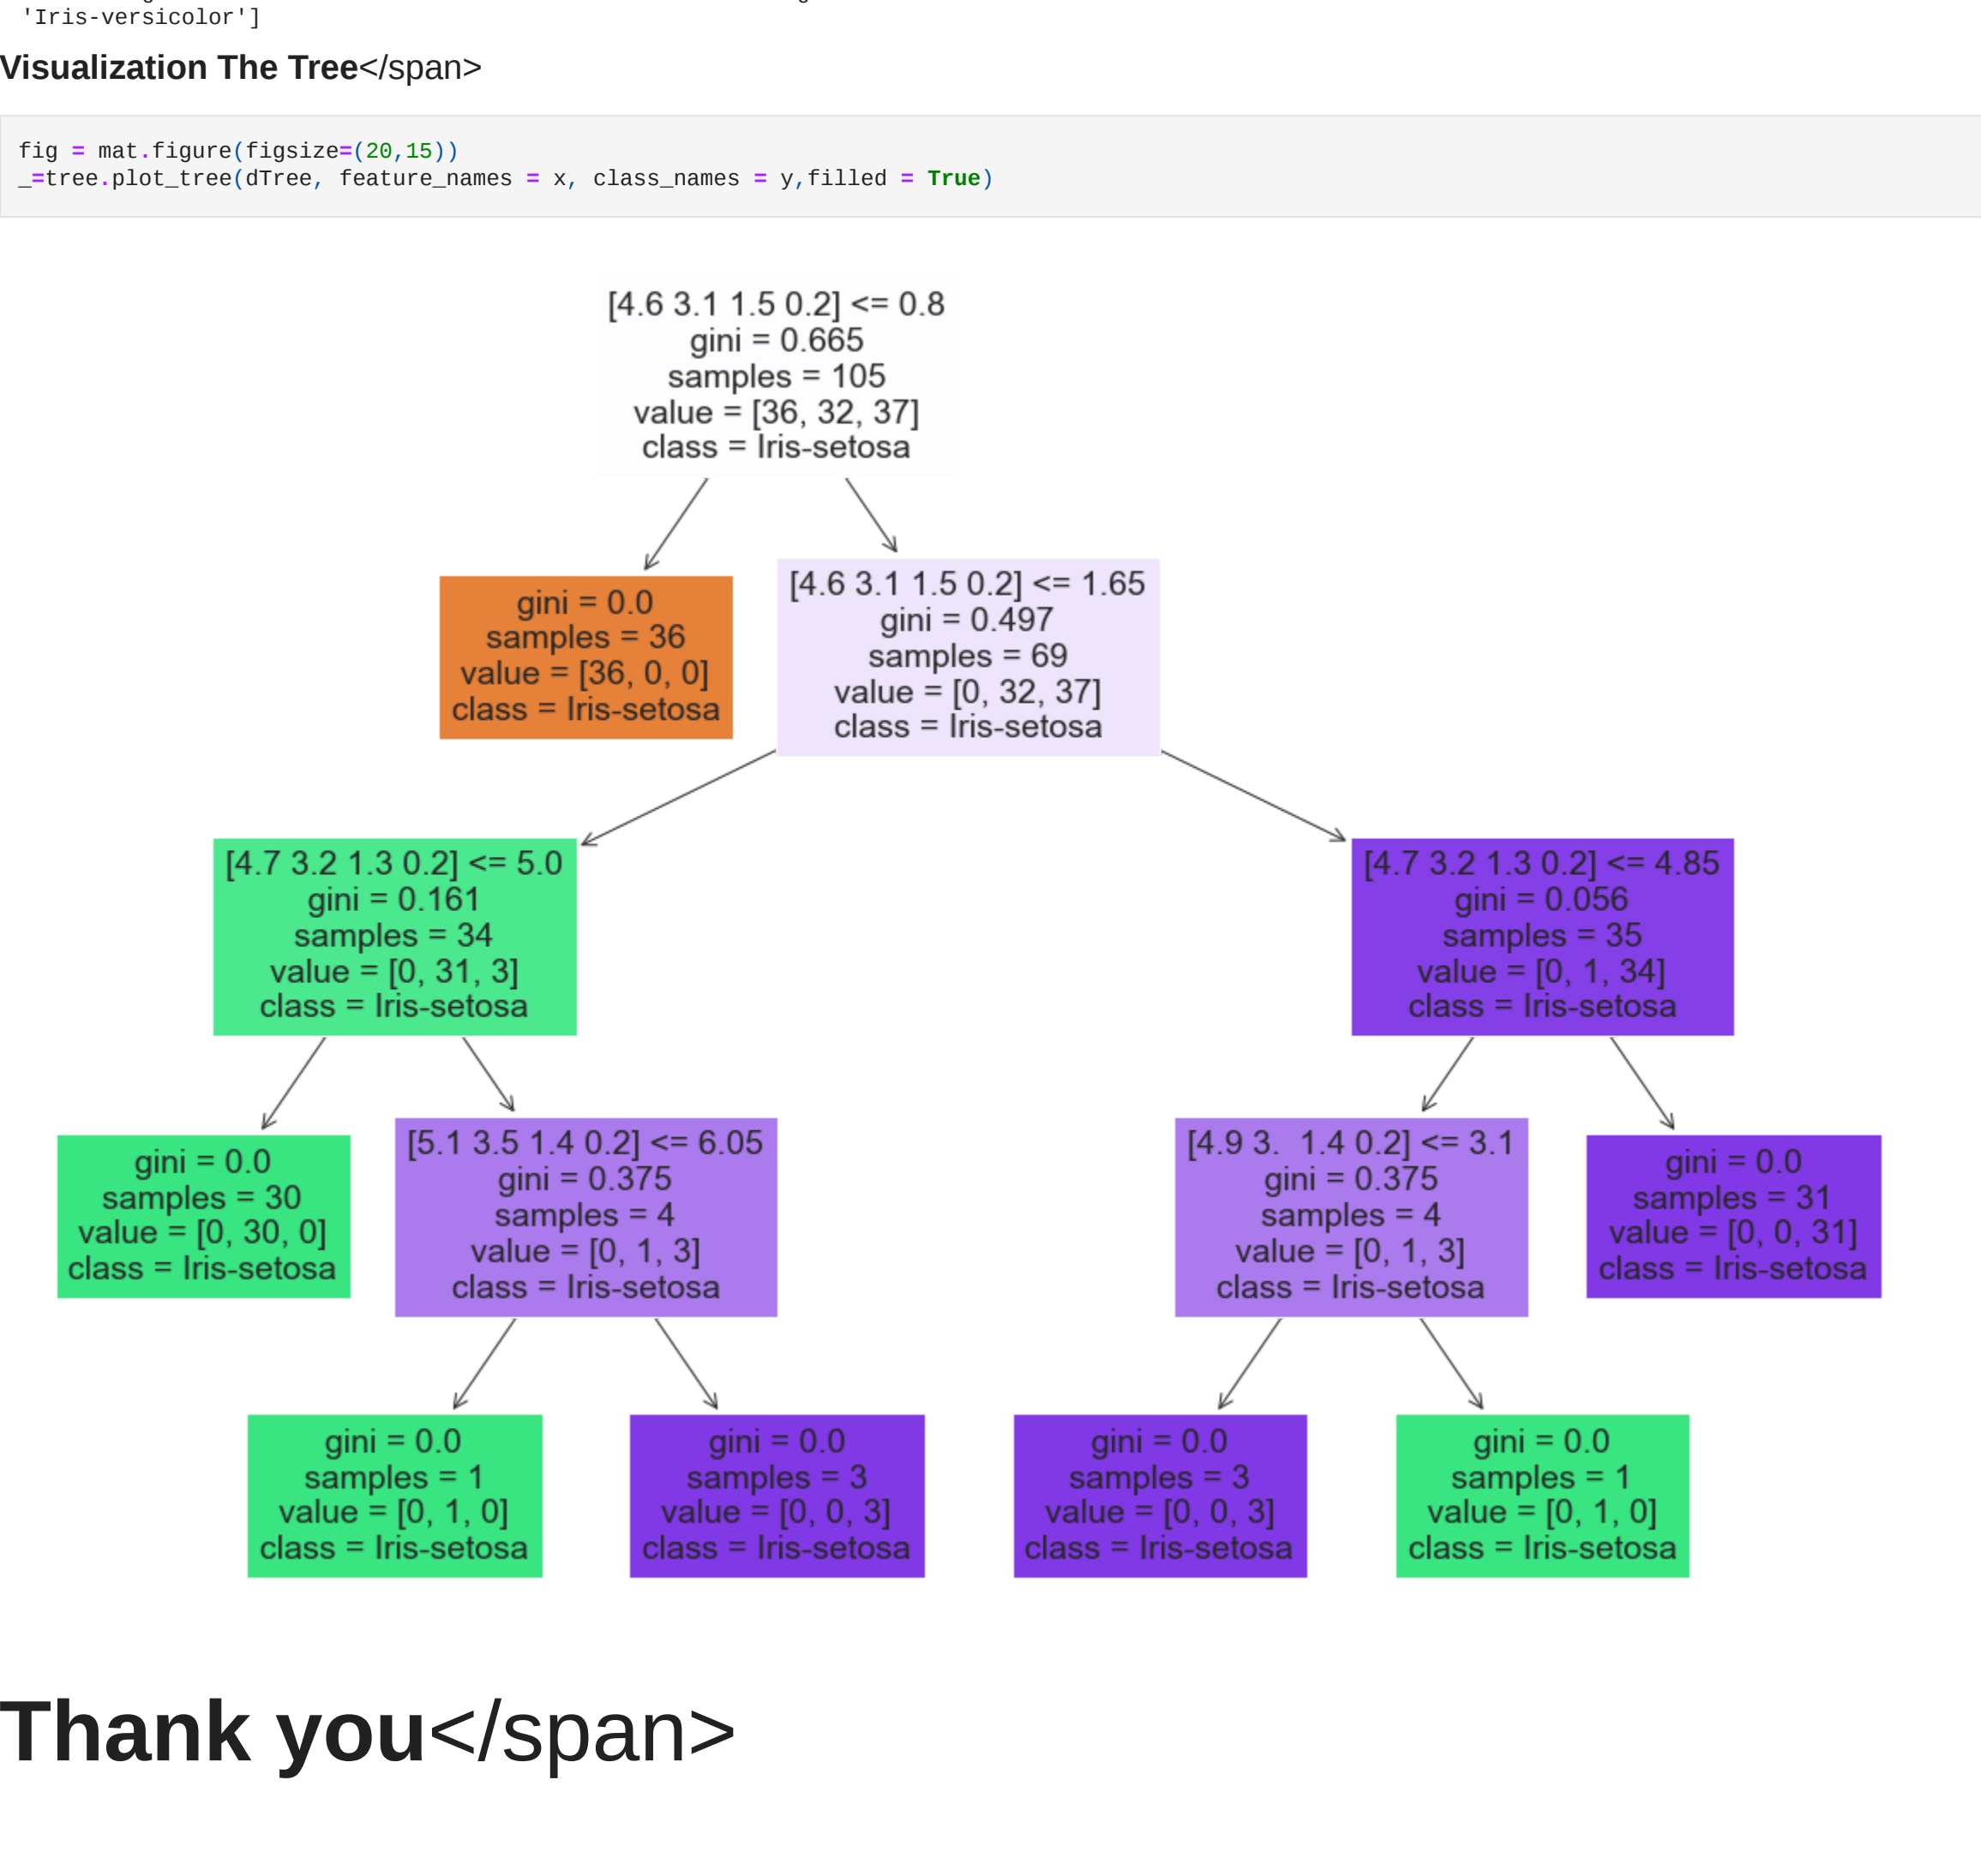 'Iris-versicolor']
Visualization The Tree</span>
fig = mat.figure(figsize=(20,15))
_=tree.plot_tree(dTree, feature_names = x, class_names = y,filled = True)
[4.6 3.1 1.5 0.2] <= 0.8
gini = 0.665
samples = 105
value = [36, 32, 37]
class = Iris-setosa
gini = 0.0
samples = 36
value = [36, 0, 0]
class = Iris-setosa
[4.6 3.1 1.5 0.2] <= 1.65
gini = 0.497
samples = 69
value = [0, 32, 37]
class = Iris-setosa
[4.7 3.2 1.3 0.2] <= 5.0
gini = 0.161
samples = 34
value = [0, 31, 3]
class = Iris-setosa
[4.7 3.2 1.3 0.2] <= 4.85
gini = 0.056
samples = 35
value = [0, 1, 34]
class = Iris-setosa
gini = 0.0
samples = 30
value = [0, 30, 0]
class = Iris-setosa
[5.1 3.5 1.4 0.2] <= 6.05
gini = 0.375
samples = 4
value = [0, 1, 3]
class = Iris-setosa
[4.9 3.  1.4 0.2] <= 3.1
gini = 0.375
samples = 4
value = [0, 1, 3]
class = Iris-setosa
gini = 0.0
samples = 31
value = [0, 0, 31]
class = Iris-setosa
gini = 0.0
samples = 1
value = [0, 1, 0]
class = Iris-setosa
gini = 0.0
samples = 3
value = [0, 0, 3]
class = Iris-setosa
gini = 0.0
samples = 3
value = [0, 0, 3]
class = Iris-setosa
gini = 0.0
samples = 1
value = [0, 1, 0]
class = Iris-setosa
Thank you</span>